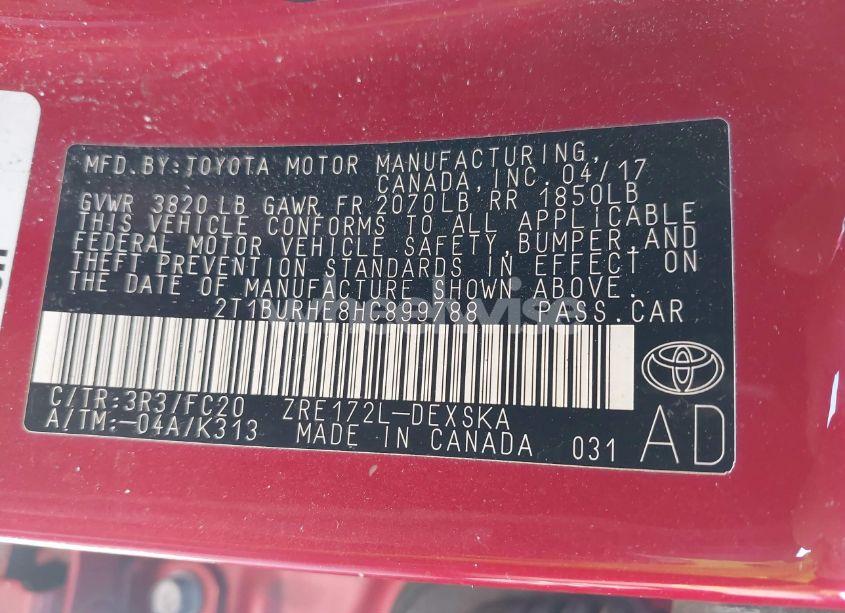 MFD.BY:TOYOTA MOTOR MANUFACTURING,
CANADA,INC. 04/17
GVWR 3820 LB GAWR FR 2070LB RR 1850LB
THIS VEHICLE CONFORMS TO ALL APPLICABLE
FEDERAL MOTOR VEHICLE SAFETY,BUMPER,AND
THEFT PREVENTION STANDARDS IN EFFECT ON
THE DATE OF MANUFACTURE SHOWN ABOVE.
2T1BURHE8HC899788 PASS.CAR
C/TR:3R3/FC20 ZRE172L-DEXSKA
A/TM:-04A/K313 MADE IN CANADA 031 AD